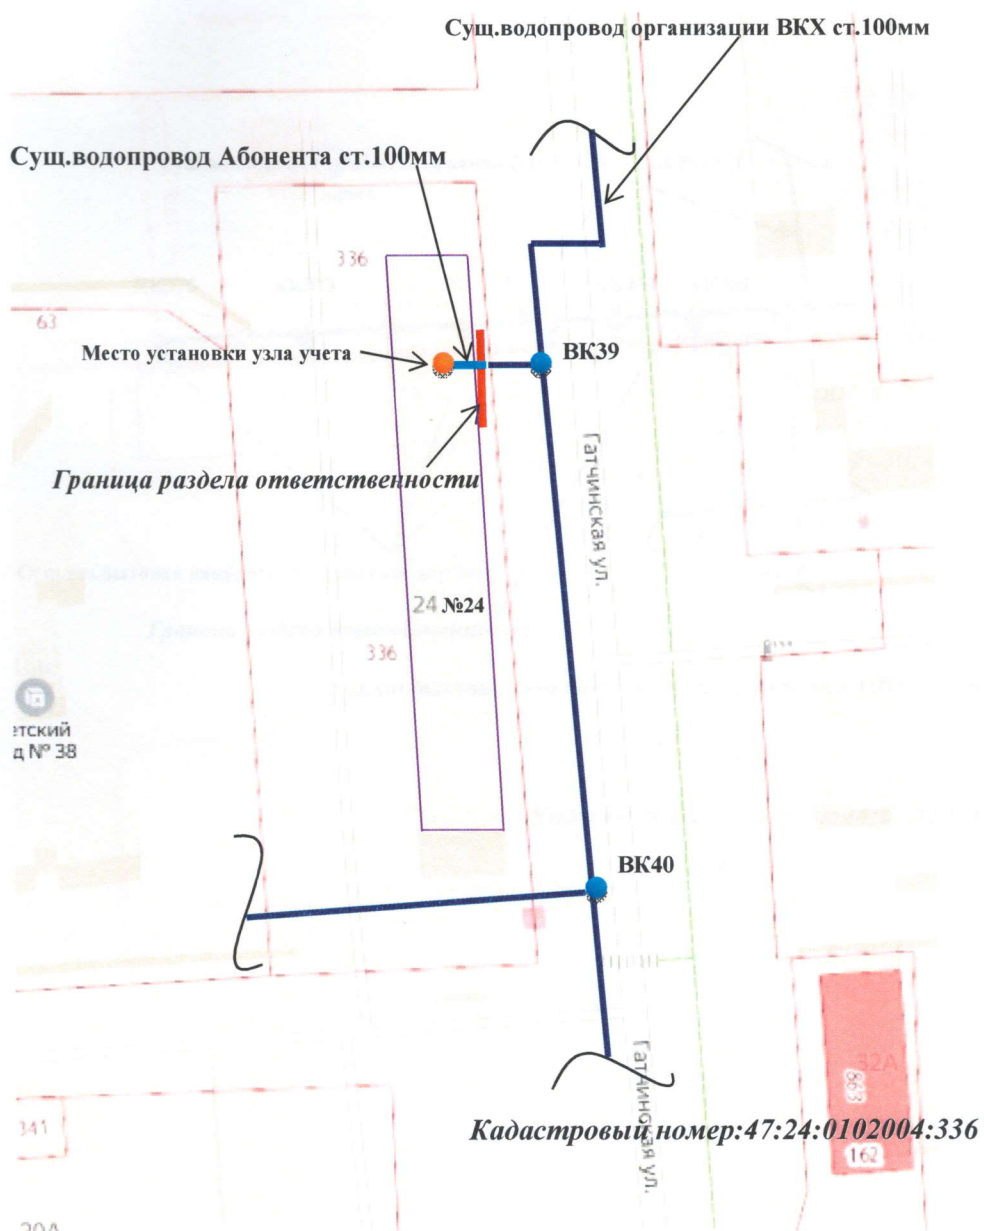 Сущ.водопровод организации ВКХ ст.100мм
Сущ.водопровод Абонента ст.100мм
336
63
Место установки узла учета
ВК39
Граница раздела ответственности
Гатчинская ул.
24 №24
336
д № 38
ВК40
Гатчинская ул.
32А
863
Кадастровый номер:47:24:0102004:336
341
162